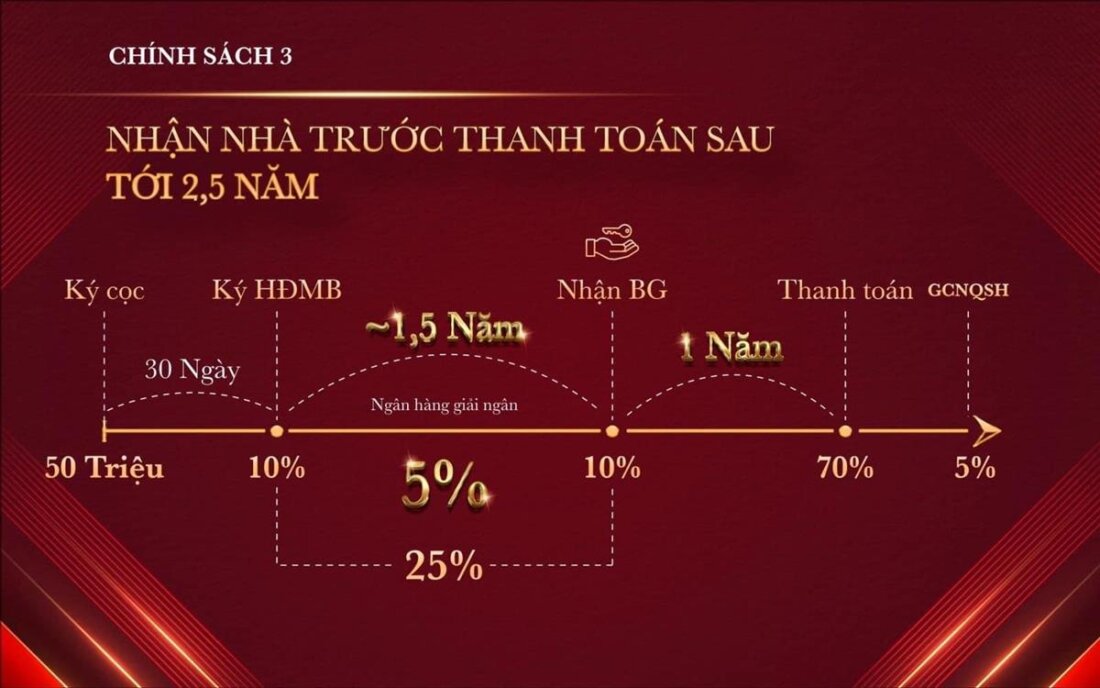 CHÍNH SÁCH 3
NHẬN NHÀ TRƯỚC THANH TOÁN SAU
TỚI 2,5 NĂM
Ký cọc
Ký HĐMB
Nhận BG
Thanh toán
GCNQSH
~1,5 Năm
1 Năm
30 Ngày
Ngân hàng giải ngân
50 Triệu
10%
5%
10%
70%
5%
25%